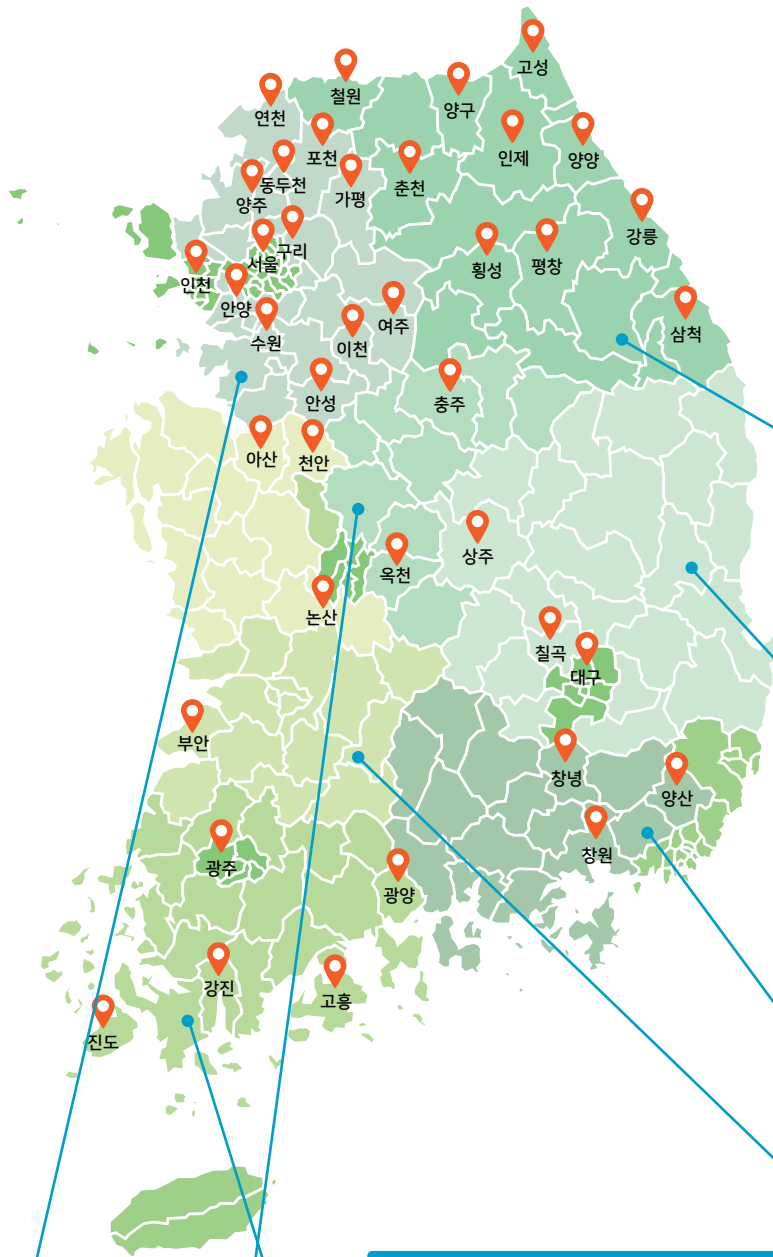 고성
철원
양구
연천
포천
인제
양양
동두천
가평
춘천
양주
구리
강릉
서울
횡성
평창
인천
안양
여주
삼척
수원
이천
안성
충주
아산
천안
상주
옥천
논산
칠곡
대구
부안
창녕
양산
창원
광주
광양
강진
고흥
진도